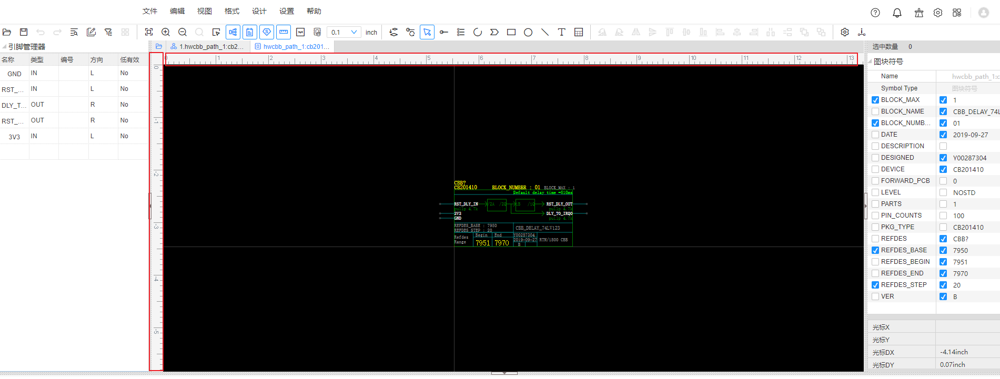 文件 编辑 视图 格式 设计 设置 帮助
0.1 inch
引脚管理器
1.hwcbb_path_1:cb2...
hwcbb_path_1:cb201...
选中数量 0
名称 类型 编号 方向 低有效
GND IN L No
RST_... IN L No
DLY_T... OUT R No
RST_... OUT R No
3V3 IN L No
0 1 2 3 4 5 6 7 8 9 10 11 12 13
0
-1
-2
-3
-4
-5
CBB?
CB201410 BLOCK_NUMBER : 01 BLOCK_MAX : 1
Default delay time =510ms
RST_DLY_IN /2A /2Q 15 /1Q RST_DLY_OUT
pullp 4.7k pullp 4.7k
3V3 DLY_TO_IRQ0
GND pullp 4.7k
REFDES_BASE : 7950
REFDES_STEP : 20
CBB_DELAY_74LV123
Refdes Range
Begin End
7951 7970
Y00287304
2019-09-27
B
RTN/1800 CBB
图块符号
Name hwcbb_path_1:c
Symbol Type 图块符号
BLOCK_MAX 1
BLOCK_NAME CBB_DELAY_74L
BLOCK_NUMB... 01
DATE 2019-09-27
DESCRIPTION
DESIGNED Y00287304
DEVICE CB201410
FORWARD_PCB 0
LEVEL NOSTD
PARTS 1
PIN_COUNTS 100
PKG_TYPE CB201410
REFDES CBB?
REFDES_BASE 7950
REFDES_BEGIN 7951
REFDES_END 7970
REFDES_STEP 20
VER B
光标X
光标Y
光标DX -4.14inch
光标DY 0.07inch